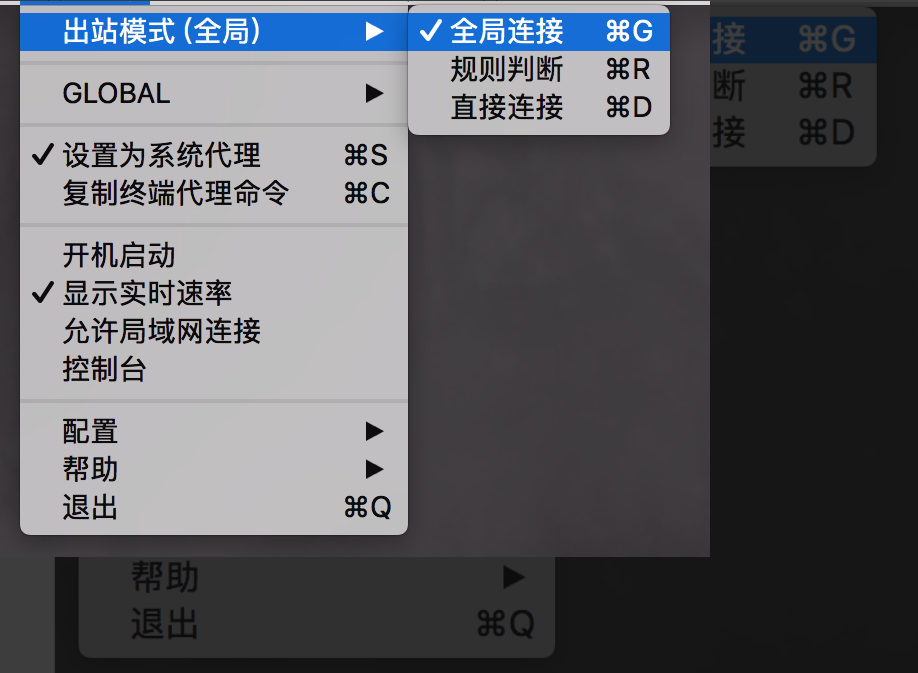 出站模式 (全局) ▶
✓ 全局连接 ⌘G
规则判断 ⌘R
直接连接 ⌘D
GLOBAL ▶
✓ 设置为系统代理 ⌘S
复制终端代理命令 ⌘C
开机启动
✓ 显示实时速率
允许局域网连接
控制台
配置 ▶
帮助 ▶
退出 ⌘Q
接 ⌘G
断 ⌘R
接 ⌘D
帮助 ▶
退出 ⌘Q